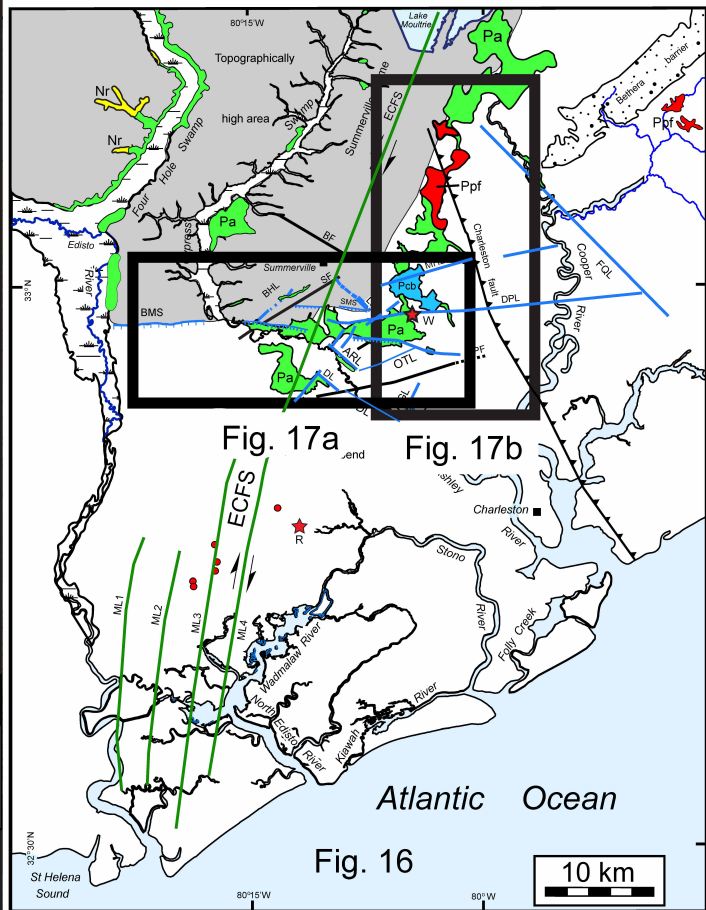 80°15'W
Lake
Moultrie
Pa
Topographically
high area
Swamp
Summerville
ECFS
Bethera
barrier
Nr
Nr
Ppf
Four
Hole
Swamp
Ppf
Pa
Charleston
fault
Cooper
River
FQL
Edisto
River
BF
33°N
Summerville
BHL
SF
SMS
Pcb
DPL
W
BMS
Pa
ARL
OTL
Pa
DL
Fig. 17a
Fig. 17b
ECFS
R
Charleston
River
Stono
River
ML1
ML2
ML3
ML4
Folly Creek
Wadmalaw River
North
Edisto
River
Kiawah
River
Atlantic Ocean
32°30'N
Fig. 16
10 km
St Helena
Sound
80°15'W
80°W